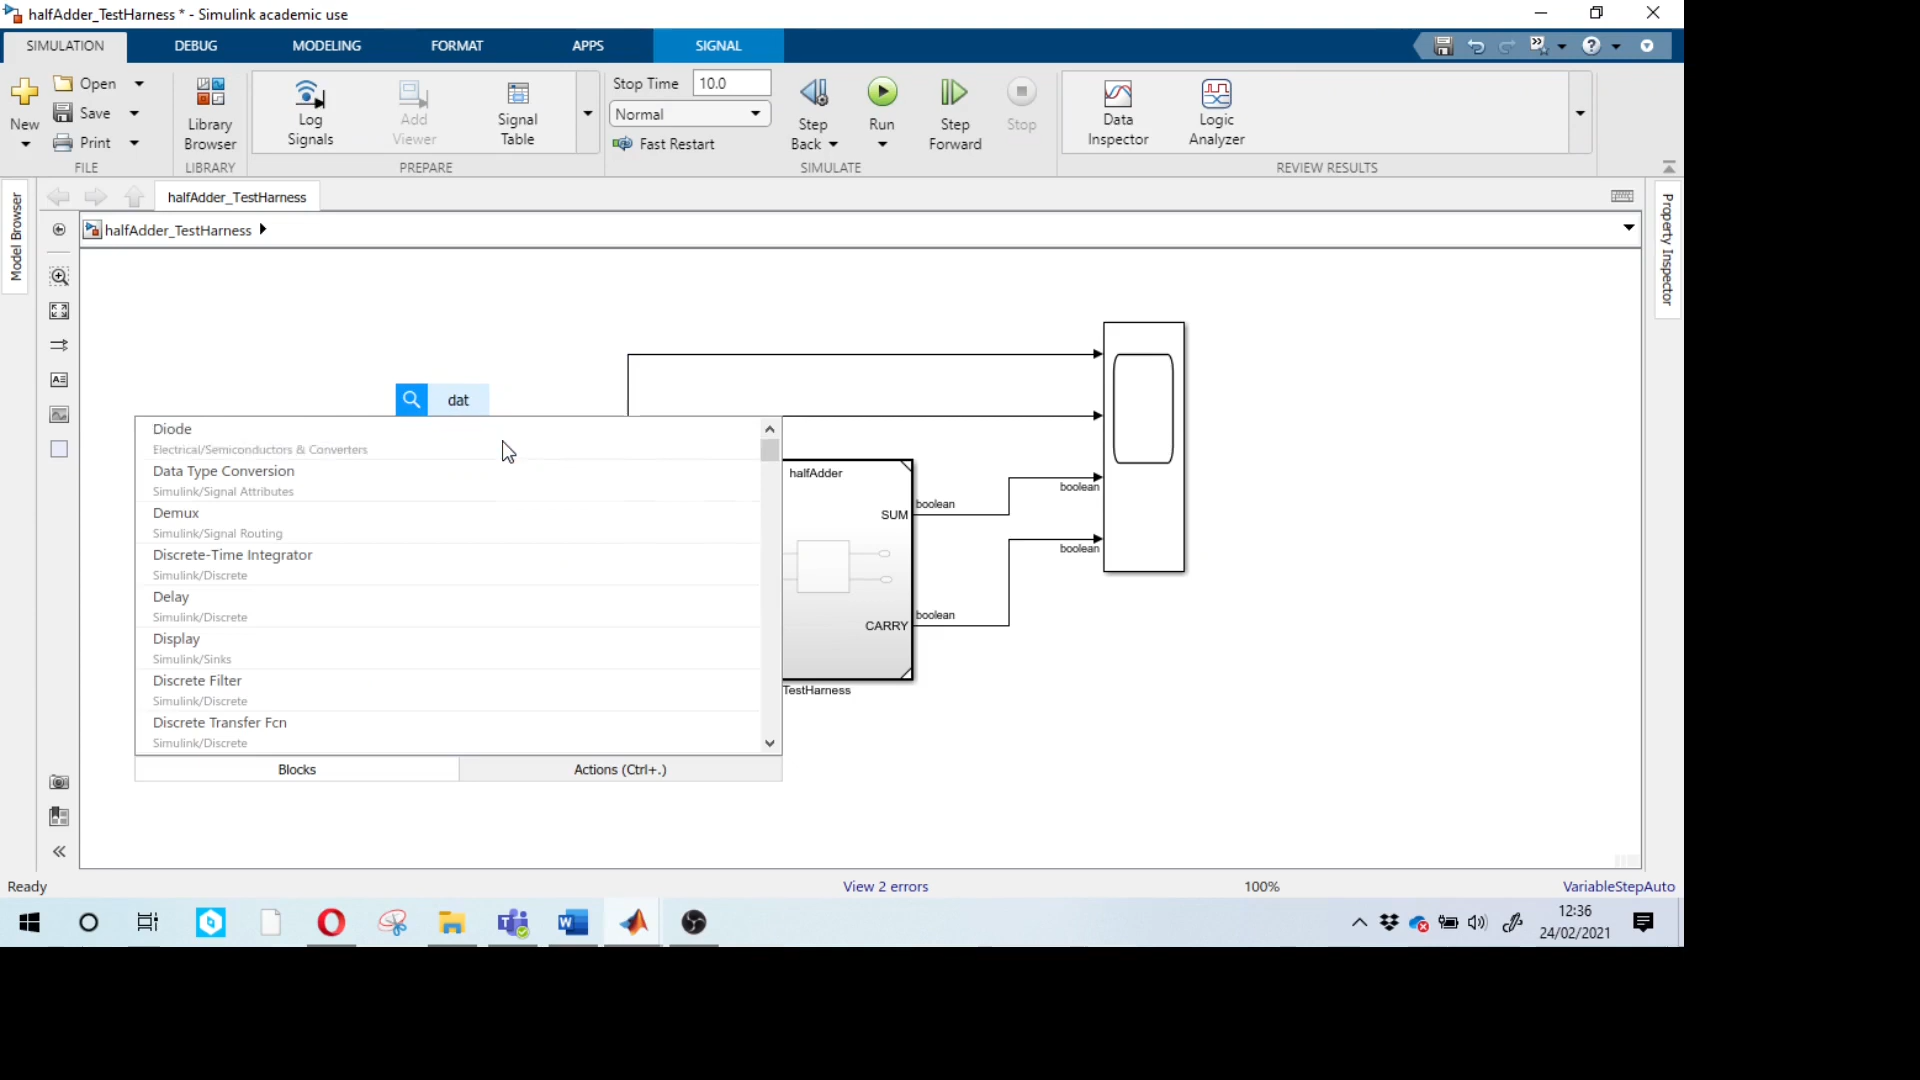 halfAdder_TestHarness * - Simulink academic use
SIMULATION DEBUG MODELING FORMAT APPS SIGNAL
New
Open
Save
Print
FILE
Library Browser
LIBRARY
Log Signals
Add Viewer
Signal Table
PREPARE
Stop Time 10.0
Normal
Fast Restart
Step Back
Run
Step Forward
Stop
SIMULATE
Data Inspector
Logic Analyzer
REVIEW RESULTS
Model Browser
halfAdder_TestHarness
Property Inspector
halfAdder_TestHarness
dat
Diode
Electrical/Semiconductors & Converters
Data Type Conversion
Simulink/Signal Attributes
Demux
Simulink/Signal Routing
Discrete-Time Integrator
Simulink/Discrete
Delay
Simulink/Discrete
Display
Simulink/Sinks
Discrete Filter
Simulink/Discrete
Discrete Transfer Fcn
Simulink/Discrete
Blocks Actions (Ctrl+.)
halfAdder
SUM
boolean
boolean
CARRY
boolean
boolean
TestHarness
Ready
View 2 errors
100%
VariableStepAuto
12:36
24/02/2021